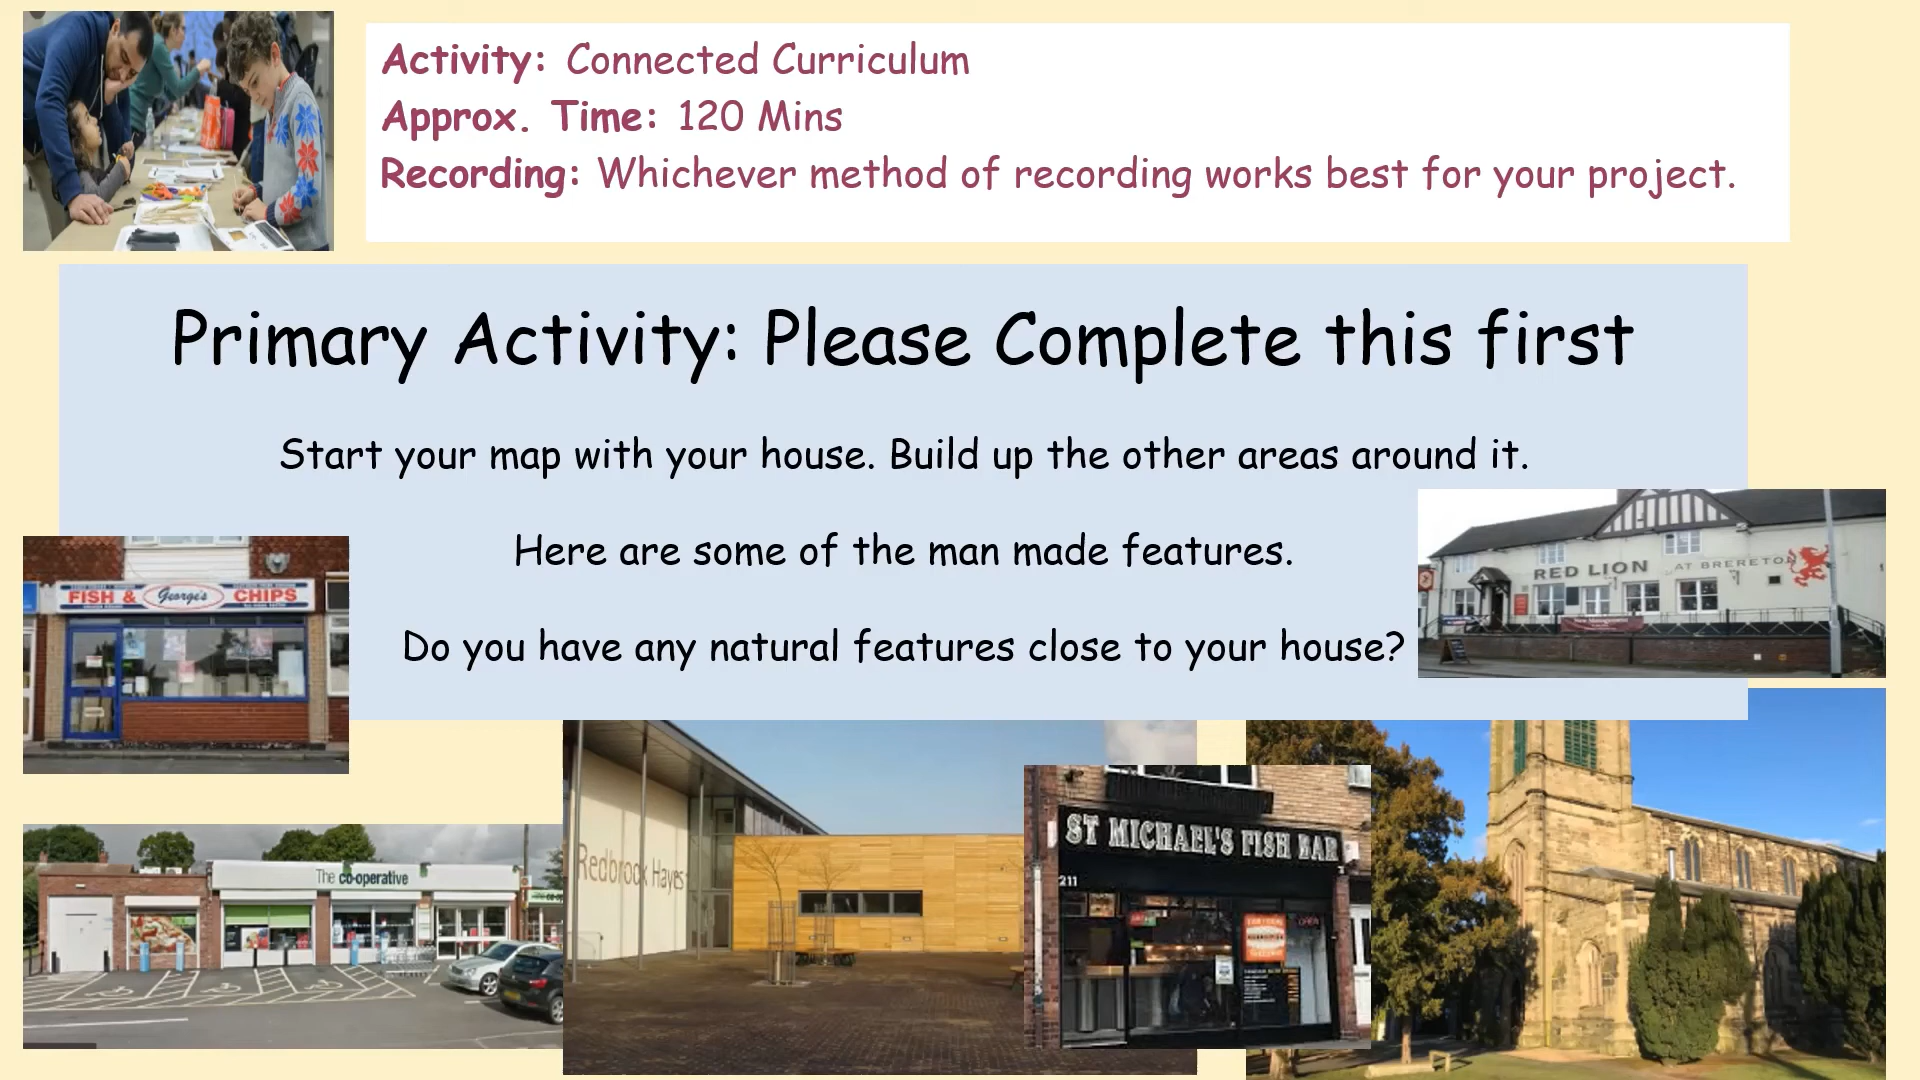 Activity: Connected Curriculum
Approx. Time: 120 Mins
Recording: Whichever method of recording works best for your project.
Primary Activity: Please Complete this first
Start your map with your house. Build up the other areas around it.
Here are some of the man made features.
Do you have any natural features close to your house?
RED LION AT BRERETO
FISH & George's CHIPS
The co-operative
Redbrook Hayes
ST MICHAEL'S FISH BAR
211